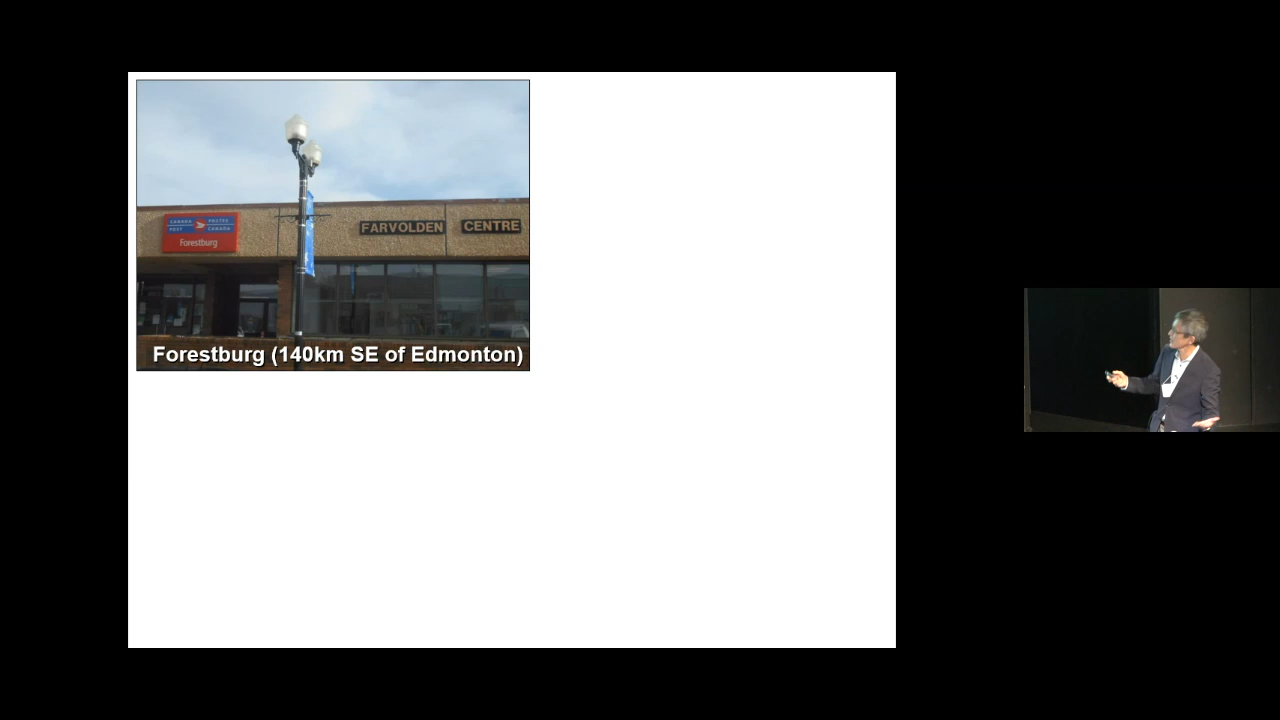 CANADA POSTES
POST CANADA
Forestburg
FARVOLDEN CENTRE
Forestburg (140km SE of Edmonton)